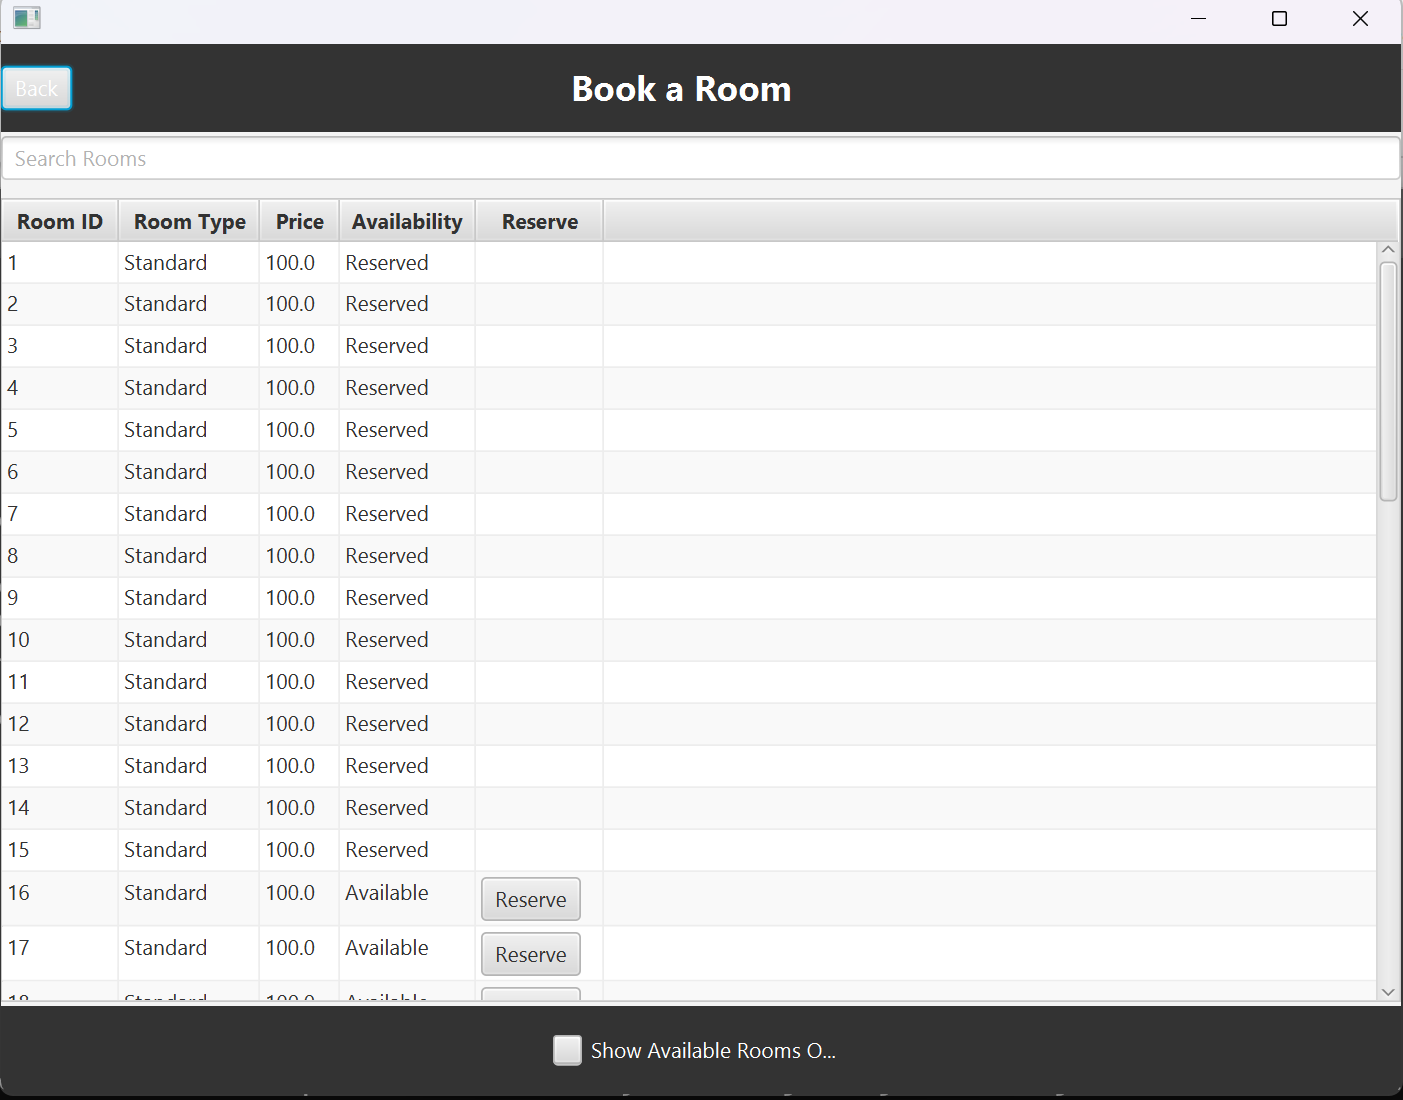 Back
Book a Room
Search Rooms
Room ID Room Type Price Availability Reserve
1 Standard 100.0 Reserved
2 Standard 100.0 Reserved
3 Standard 100.0 Reserved
4 Standard 100.0 Reserved
5 Standard 100.0 Reserved
6 Standard 100.0 Reserved
7 Standard 100.0 Reserved
8 Standard 100.0 Reserved
9 Standard 100.0 Reserved
10 Standard 100.0 Reserved
11 Standard 100.0 Reserved
12 Standard 100.0 Reserved
13 Standard 100.0 Reserved
14 Standard 100.0 Reserved
15 Standard 100.0 Reserved
16 Standard 100.0 Available Reserve
17 Standard 100.0 Available Reserve
18 Standard 100.0 Available
Show Available Rooms O...